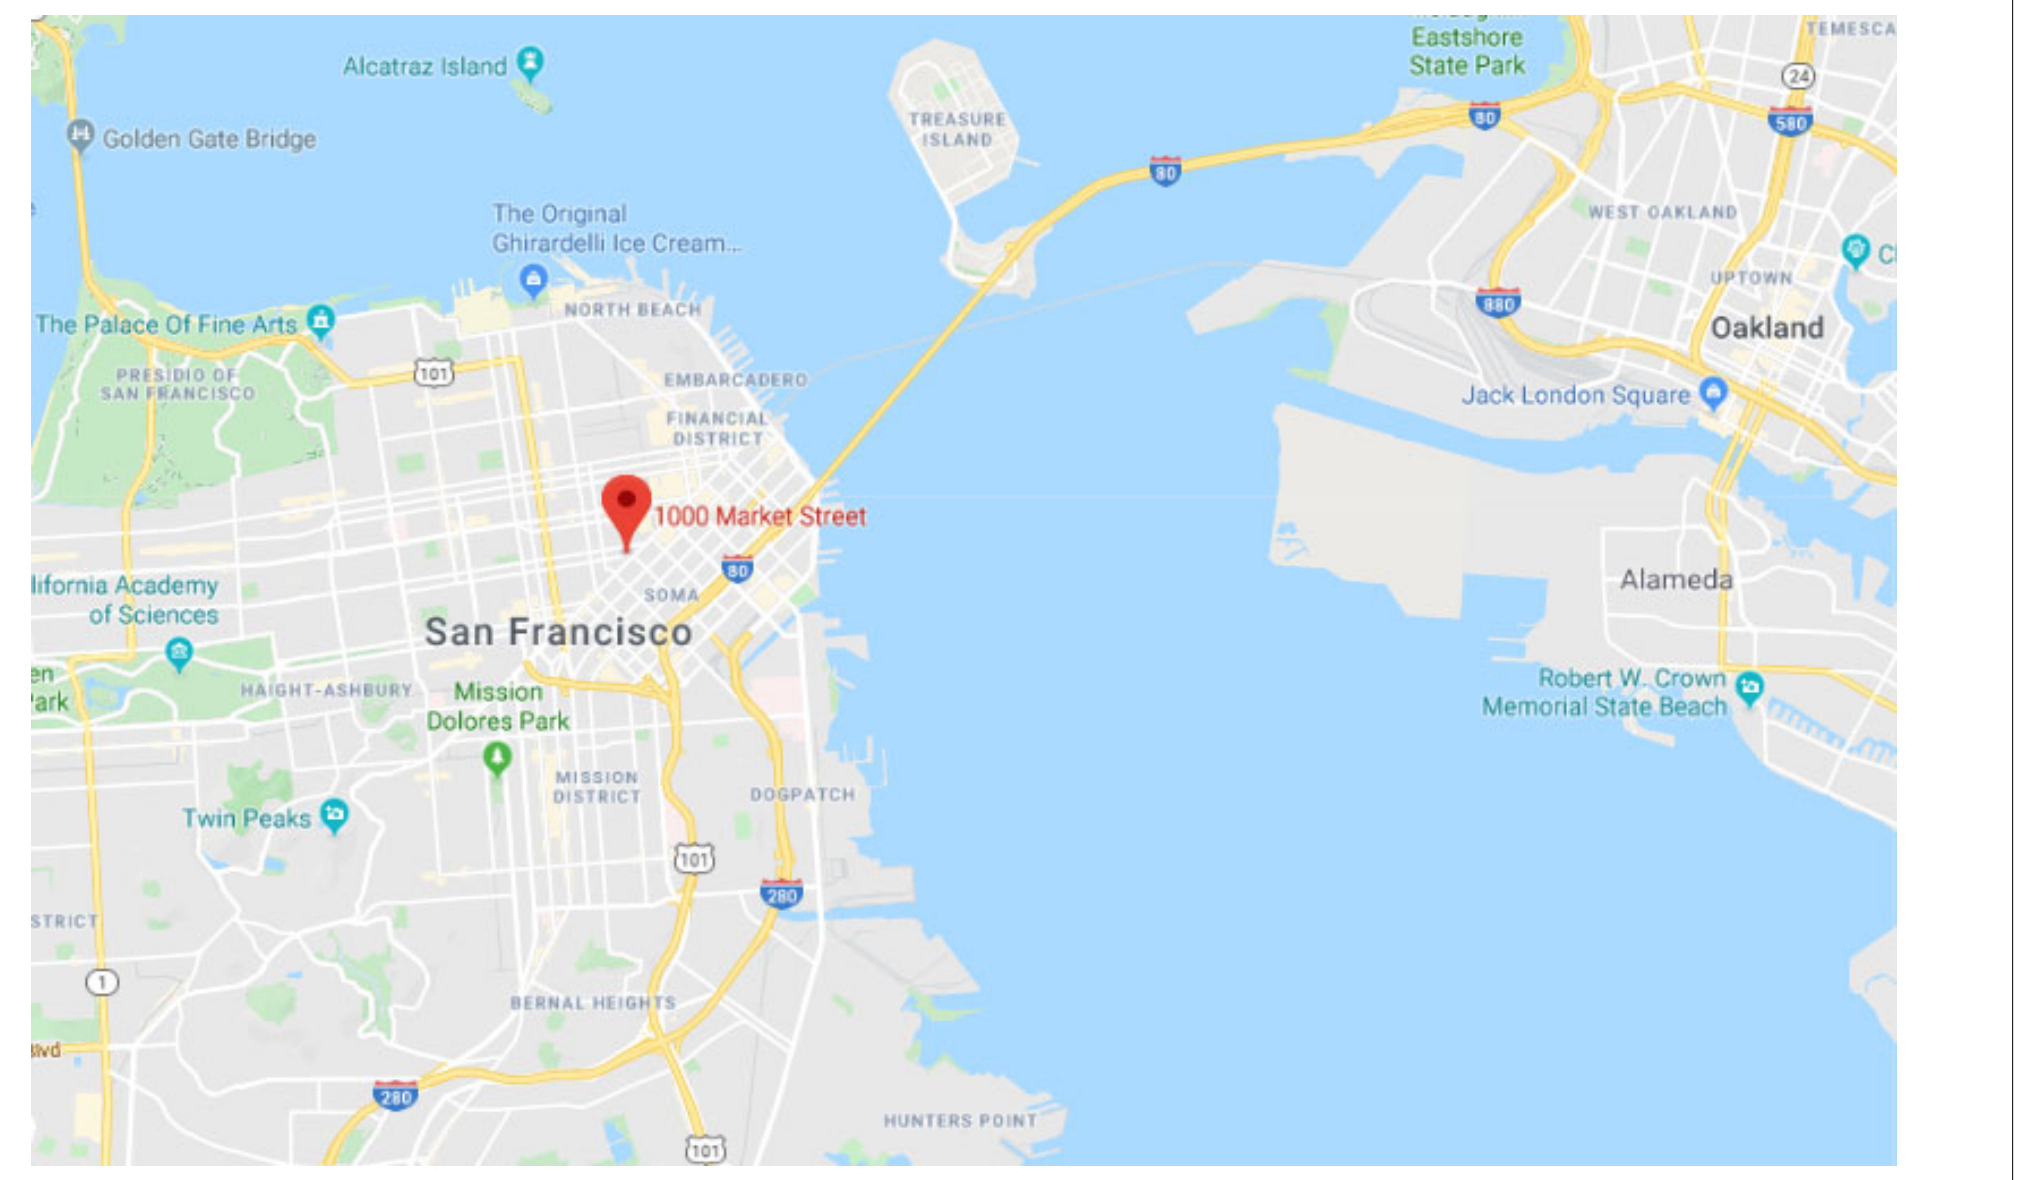 Eastshore
State Park
TEMESCA
Alcatraz Island
24
Golden Gate Bridge
TREASURE
ISLAND
80
580
80
WEST OAKLAND
The Original
Ghirardelli Ice Cream...
UPTOWN
880
NORTH BEACH
The Palace Of Fine Arts
Oakland
101
PRESIDIO OF
SAN FRANCISCO
EMBARCADERO
Jack London Square
FINANCIAL
DISTRICT
1000 Market Street
80
SOMA
lifornia Academy
of Sciences
San Francisco
Alameda
en
Park
HAIGHT-ASHBURY
Mission
Dolores Park
Robert W. Crown
Memorial State Beach
MISSION
DISTRICT
DOGPATCH
Twin Peaks
101
280
STRICT
1
BERNAL HEIGHTS
Blvd
280
HUNTERS POINT
101